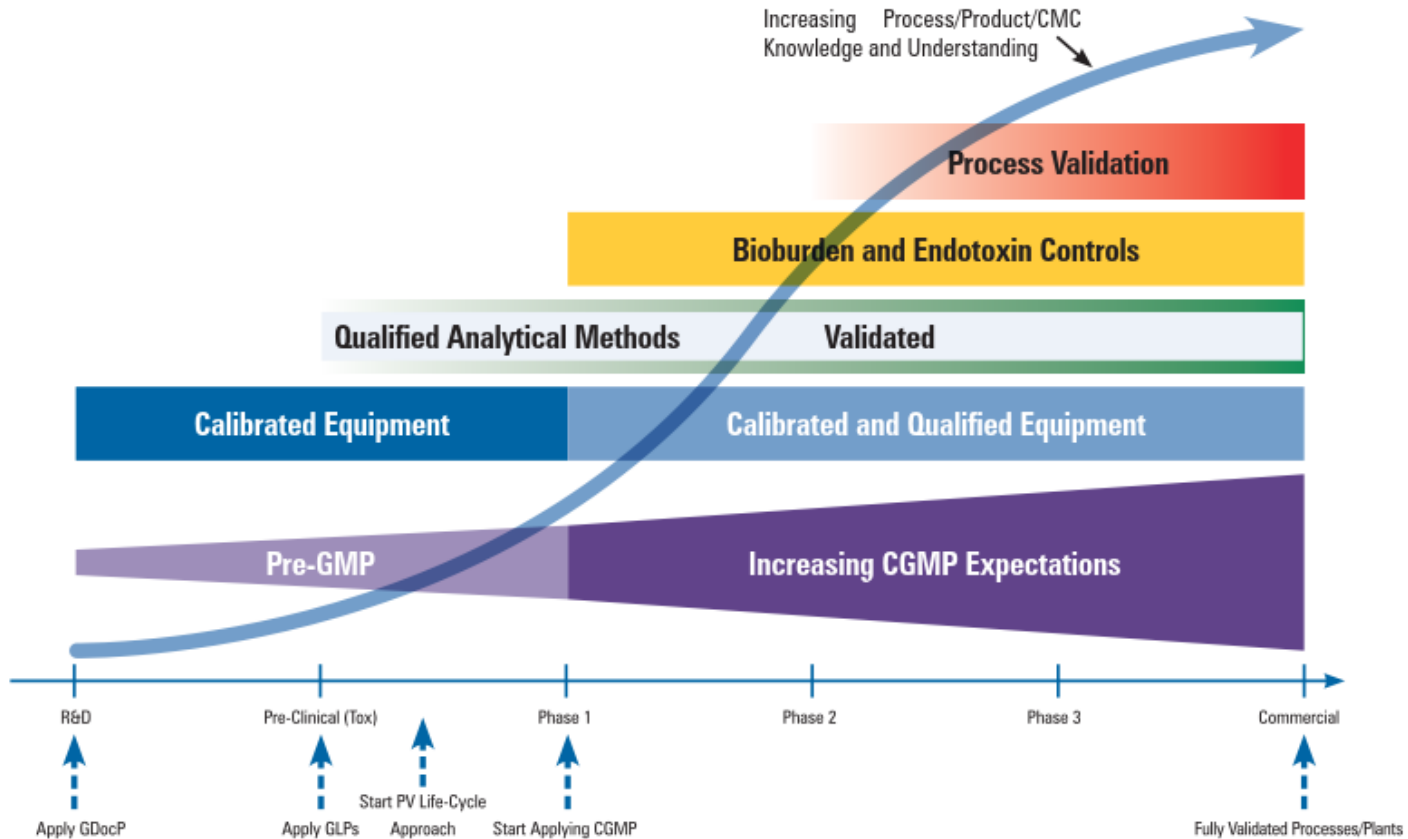 Increasing Process/Product/CMC
Knowledge and Understanding
Process Validation
Bioburden and Endotoxin Controls
Qualified Analytical Methods Validated
Calibrated Equipment Calibrated and Qualified Equipment
Pre-GMP Increasing CGMP Expectations
R&D Pre-Clinical (Tox) Phase 1 Phase 2 Phase 3 Commercial
Start PV Life-Cycle
Apply GDocP Apply GLPs Approach Start Applying CGMP Fully Validated Processes/Plants